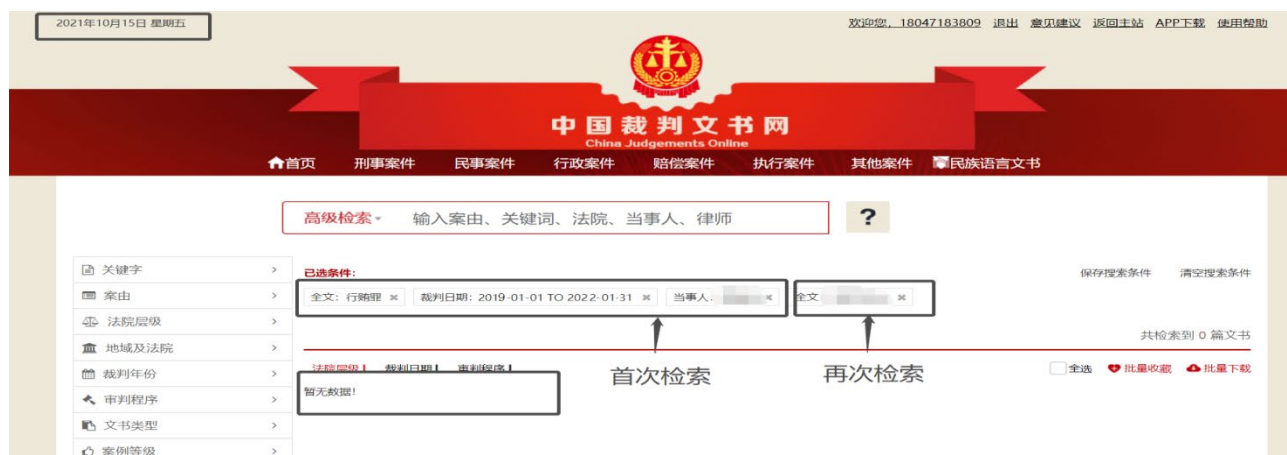 2021年10月15日 星期五
欢迎您，18047183809 退出 意见建议 返回主站 APP下载 使用帮助
中国裁判文书网
China Judgements Online
首页 刑事案件 民事案件 行政案件 赔偿案件 执行案件 其他案件 民族语言文书
高级检索 输入案由、关键词、法院、当事人、律师 ?
关键字
案由
法院层级
地域及法院
裁判年份
审判程序
文书类型
案例等级
已选条件:
保存搜索条件 清空搜索条件
全文: 行贿罪 × 裁判日期: 2019-01-01 TO 2022-01-31 × 当事人 × 全文 ×
共检索到 0 篇文书
首次检索 再次检索
法院层级 裁判日期 审判程序
全选 批量收藏 批量下载
暂无数据!